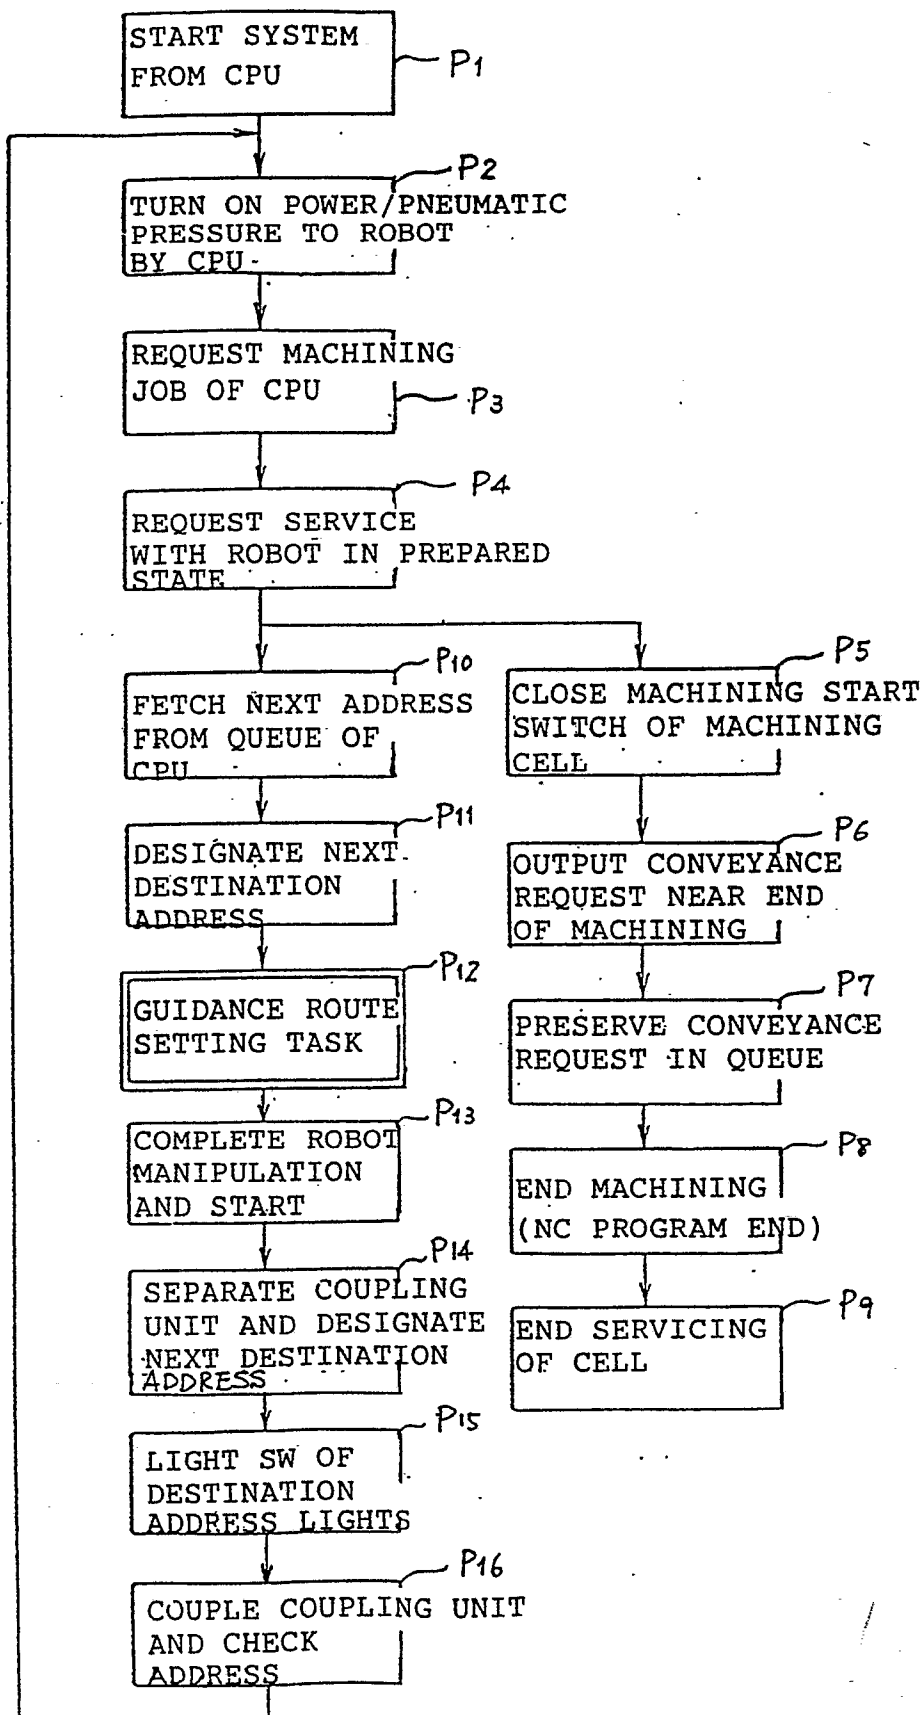 START SYSTEM
FROM CPU
P1
P2
TURN ON POWER/PNEUMATIC
PRESSURE TO ROBOT
BY CPU
REQUEST MACHINING
JOB OF CPU
P3
P4
REQUEST SERVICE
WITH ROBOT IN PREPARED
STATE
P10
FETCH NEXT ADDRESS
FROM QUEUE OF
CPU
P11
DESIGNATE NEXT
DESTINATION
ADDRESS
P12
GUIDANCE ROUTE
SETTING TASK
P13
COMPLETE ROBOT
MANIPULATION
AND START
P14
SEPARATE COUPLING
UNIT AND DESIGNATE
NEXT DESTINATION
ADDRESS
P15
LIGHT SW OF
DESTINATION
ADDRESS LIGHTS
P16
COUPLE COUPLING UNIT
AND CHECK
ADDRESS
P5
CLOSE MACHINING START
SWITCH OF MACHINING
CELL
P6
OUTPUT CONVEYANCE
REQUEST NEAR END
OF MACHINING
P7
PRESERVE CONVEYANCE
REQUEST IN QUEUE
P8
END MACHINING
(NC PROGRAM END)
P9
END SERVICING
OF CELL